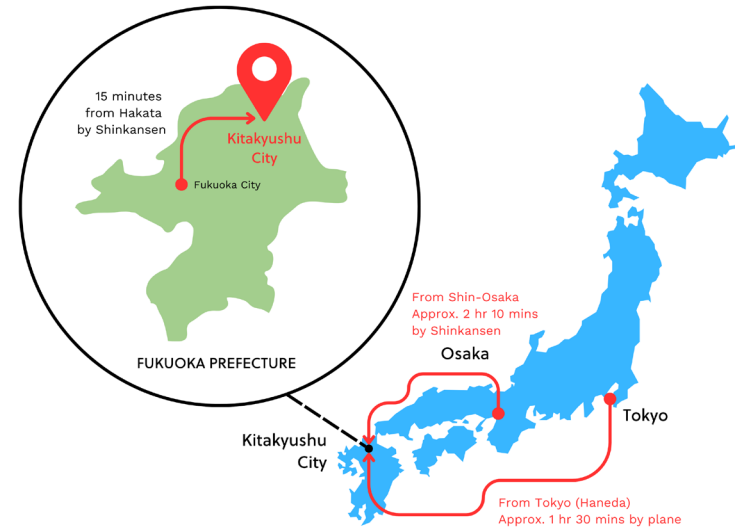 15 minutes
from Hakata
by Shinkansen
Kitakyushu
City
Fukuoka City
FUKUOKA PREFECTURE
From Shin-Osaka
Approx. 2 hr 10 mins
by Shinkansen
Osaka
Tokyo
Kitakyushu
City
From Tokyo (Haneda)
Approx. 1 hr 30 mins by plane